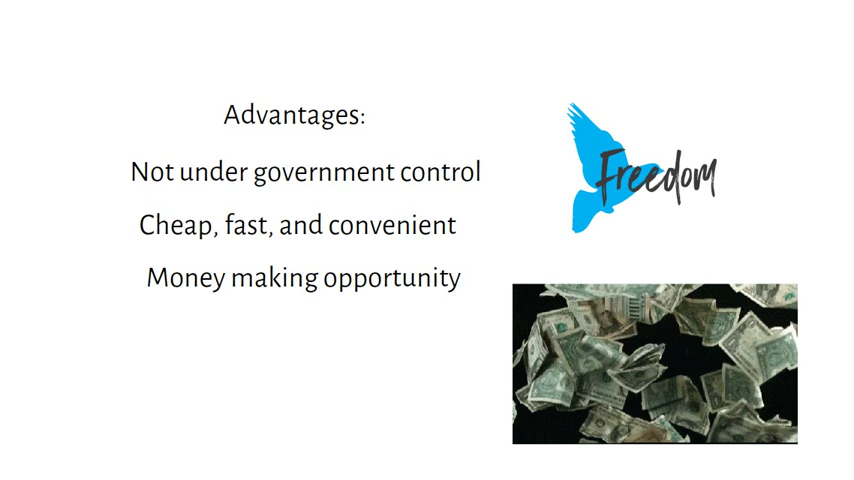 Advantages:
Not under government control
Cheap, fast, and convenient
Money making opportunity
Freedom